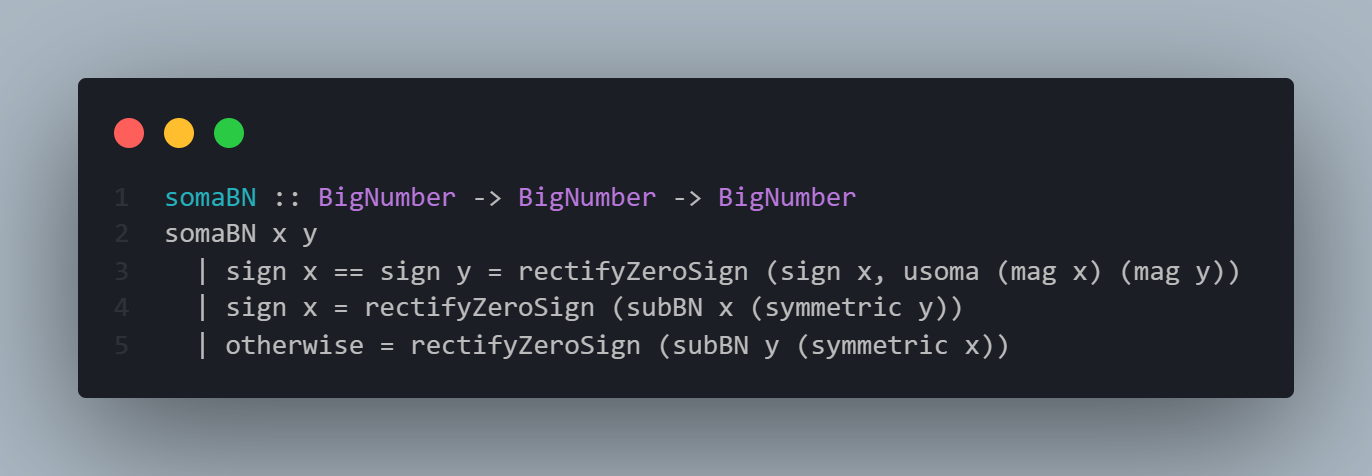 1 somaBN :: BigNumber -> BigNumber -> BigNumber
2 somaBN x y
3   | sign x == sign y = rectifyZeroSign (sign x, usoma (mag x) (mag y))
4   | sign x = rectifyZeroSign (subBN x (symmetric y))
5   | otherwise = rectifyZeroSign (subBN y (symmetric x))